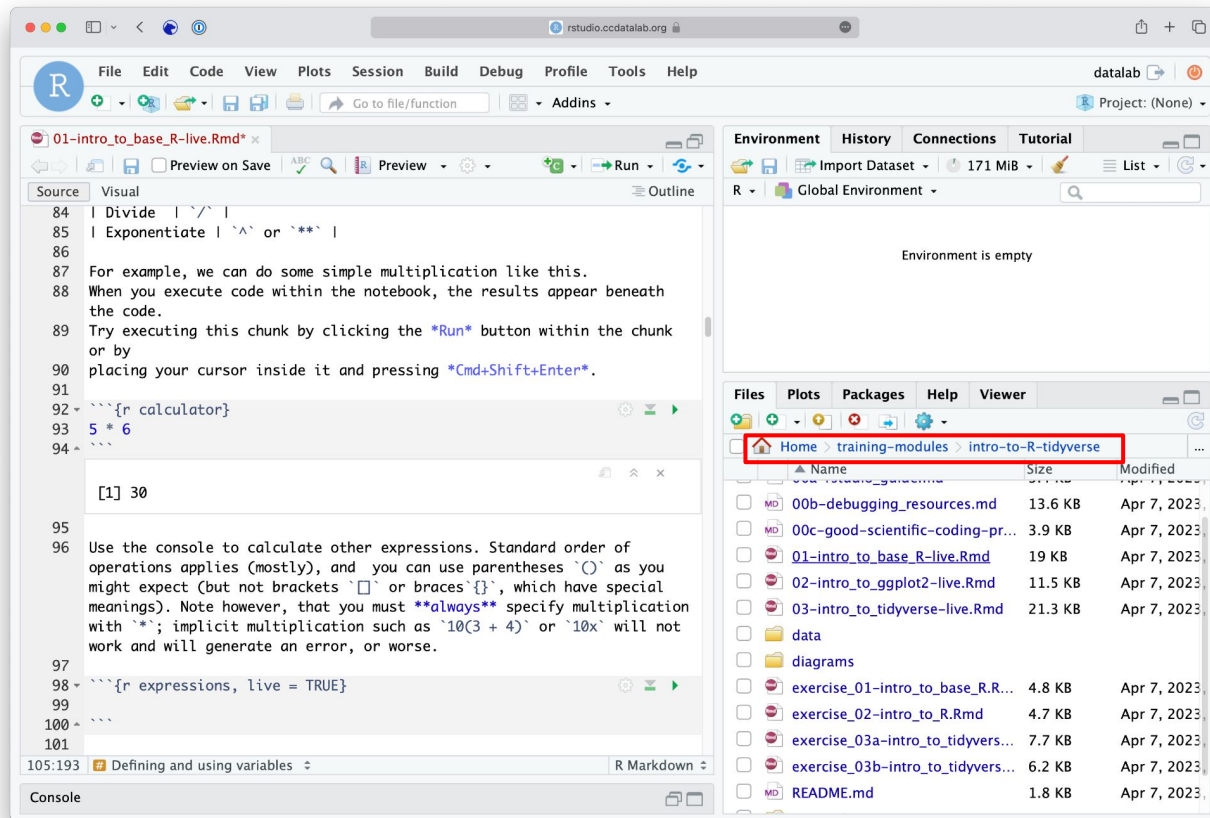 rstudio.ccdatalab.org
R File Edit Code View Plots Session Build Debug Profile Tools Help
datalab
Go to file/function
Addins
Project: (None)
01-intro_to_base_R-live.Rmd*
Preview on Save
ABC
Preview
Run
Source Visual
Outline
84 | Divide | `/` |
85 | Exponentiate | `^` or `**` |
86
87 For example, we can do some simple multiplication like this.
88 When you execute code within the notebook, the results appear beneath
the code.
89 Try executing this chunk by clicking the *Run* button within the chunk
or by
90 placing your cursor inside it and pressing *Cmd+Shift+Enter*.
91
92 ```{r calculator}
93 5 * 6
94 ```
[1] 30
95
96 Use the console to calculate other expressions. Standard order of
operations applies (mostly), and  you can use parentheses `()` as you
might expect (but not brackets `[]` or braces`{}`, which have special
meanings). Note however, that you must **always** specify multiplication
with `*`; implicit multiplication such as `10(3 + 4)` or `10x` will not
work and will generate an error, or worse.
97
98 ```{r expressions, live = TRUE}
99
100 ```
101
105:193 # Defining and using variables
R Markdown
Console
Environment History Connections Tutorial
Import Dataset
171 MiB
List
R Global Environment
Environment is empty
Files Plots Packages Help Viewer
Home > training-modules > intro-to-R-tidyverse
...
Name Size Modified
MD 00b-debugging_resources.md 13.6 KB Apr 7, 2023,
MD 00c-good-scientific-coding-pr... 3.9 KB Apr 7, 2023,
01-intro_to_base_R-live.Rmd 19 KB Apr 7, 2023,
02-intro_to_ggplot2-live.Rmd 11.5 KB Apr 7, 2023,
03-intro_to_tidyverse-live.Rmd 21.3 KB Apr 7, 2023,
data
diagrams
exercise_01-intro_to_base_R.R... 4.8 KB Apr 7, 2023,
exercise_02-intro_to_R.Rmd 4.7 KB Apr 7, 2023,
exercise_03a-intro_to_tidyvers... 7.7 KB Apr 7, 2023,
exercise_03b-intro_to_tidyvers... 6.2 KB Apr 7, 2023,
MD README.md 1.8 KB Apr 7, 2023,